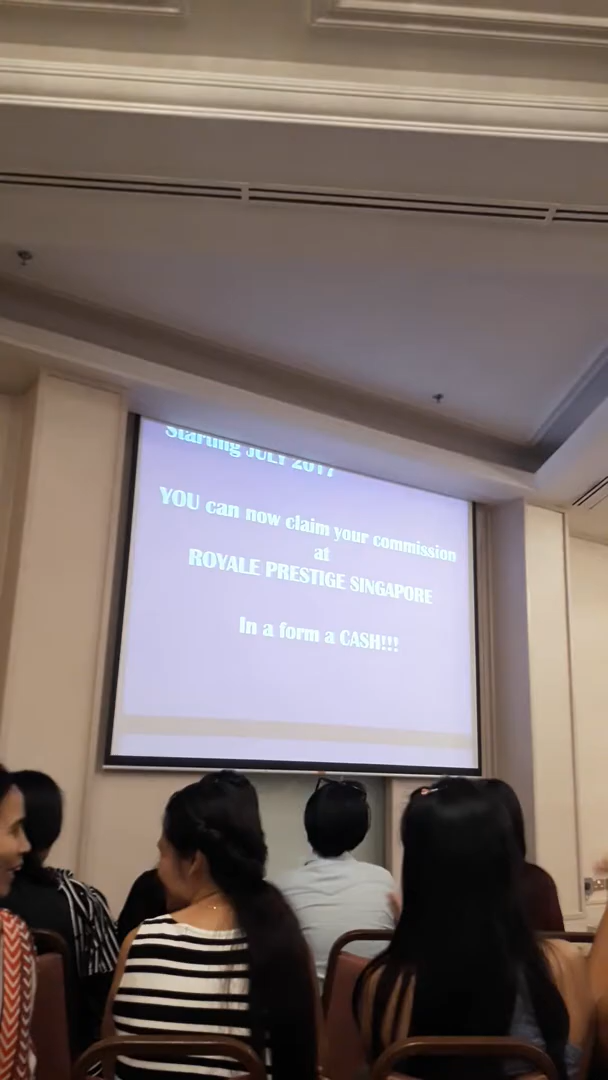 Starting JULY 2017
YOU can now claim your commission
at
ROYALE PRESTIGE SINGAPORE
In a form a CASH!!!